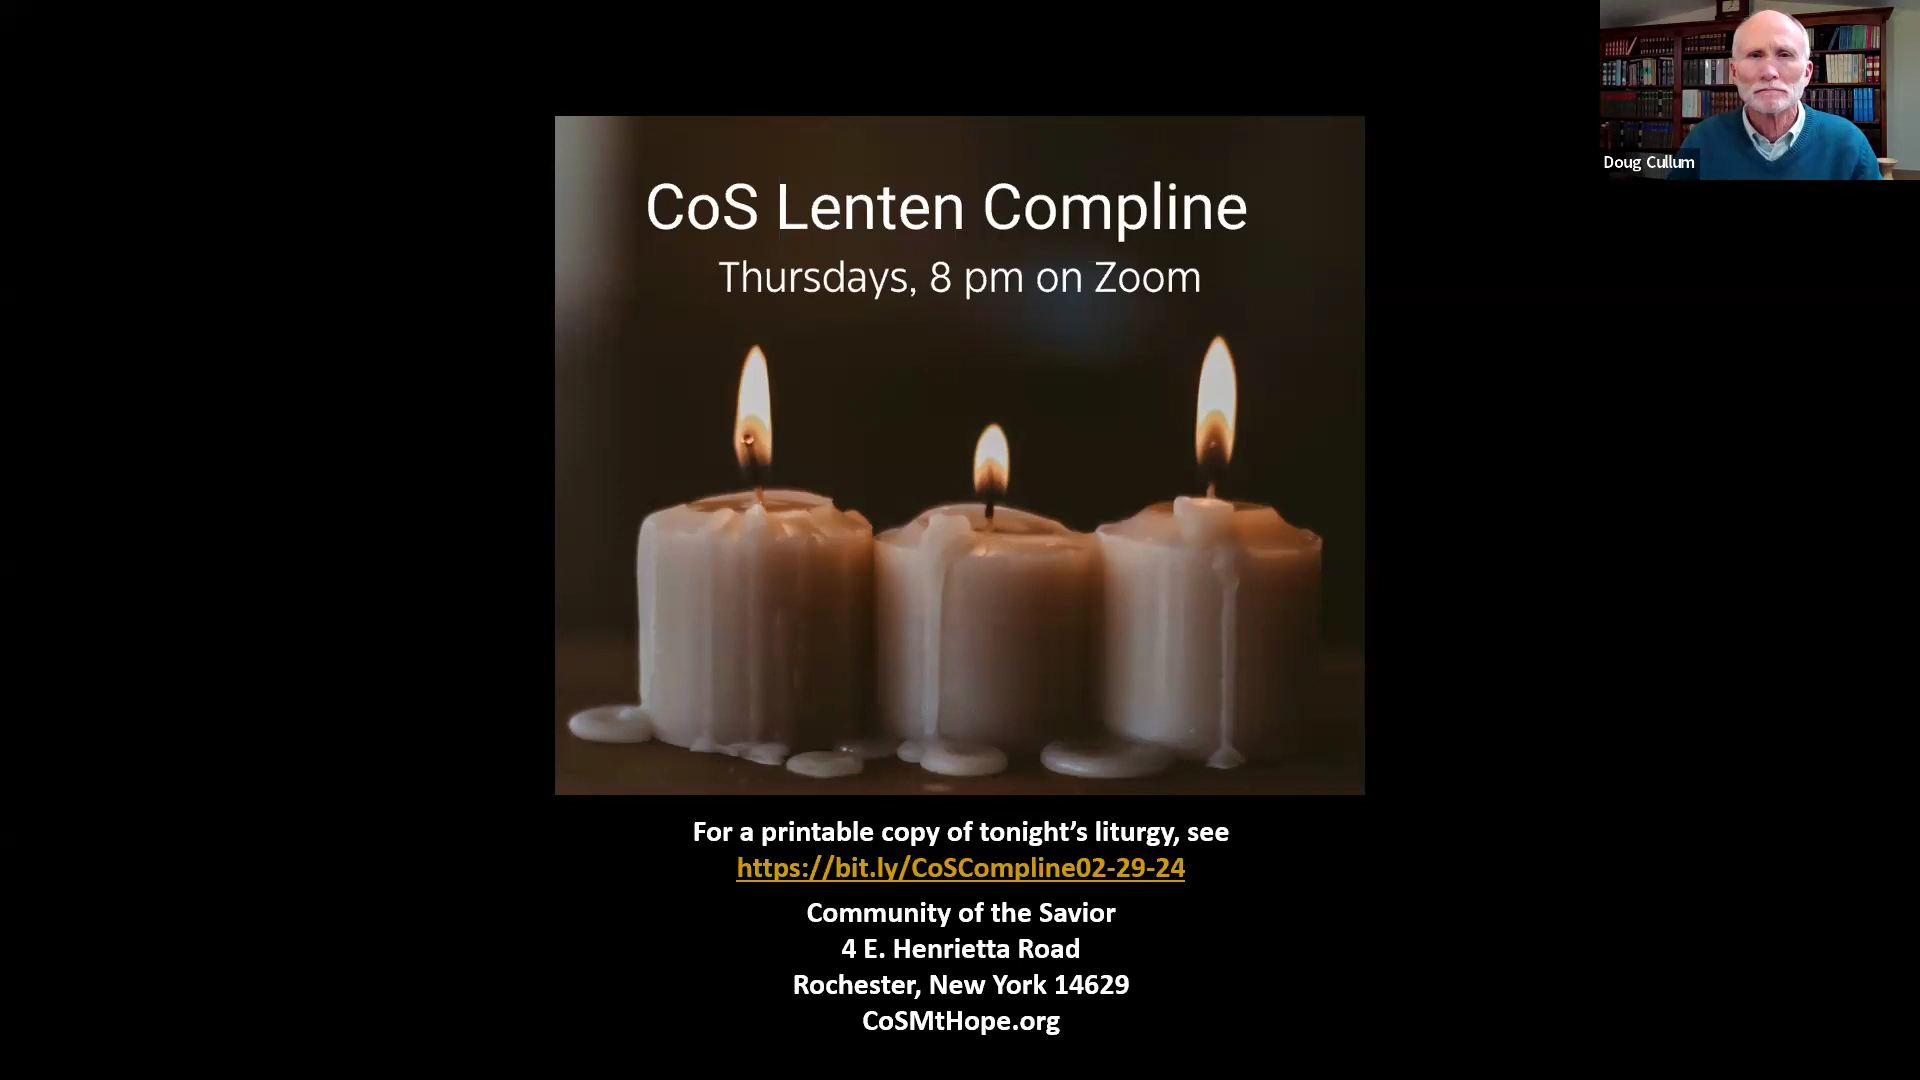 CoS Lenten Compline
Thursdays, 8 pm on Zoom
Doug Cullum
For a printable copy of tonight’s liturgy, see
https://bit.ly/CoSCompline02-29-24
Community of the Savior
4 E. Henrietta Road
Rochester, New York 14629
CoSMtHope.org